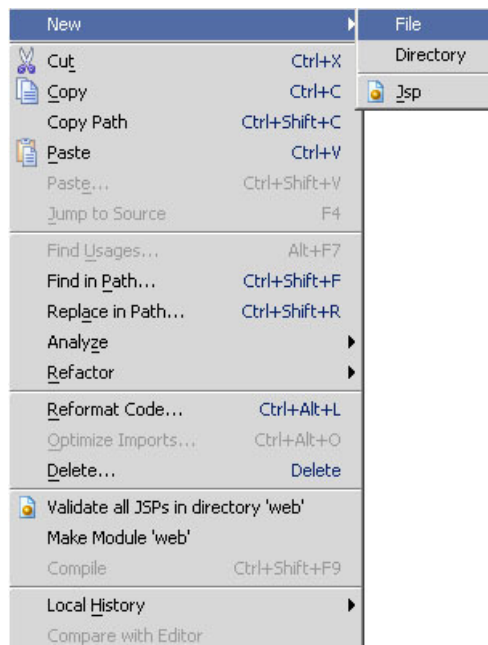 New
File
Directory
Jsp
Cut Ctrl+X
Copy Ctrl+C
Copy Path Ctrl+Shift+C
Paste Ctrl+V
Paste... Ctrl+Shift+V
Jump to Source F4
Find Usages... Alt+F7
Find in Path... Ctrl+Shift+F
Replace in Path... Ctrl+Shift+R
Analyze
Refactor
Reformat Code... Ctrl+Alt+L
Optimize Imports... Ctrl+Alt+O
Delete... Delete
Validate all JSPs in directory 'web'
Make Module 'web'
Compile Ctrl+Shift+F9
Local History
Compare with Editor